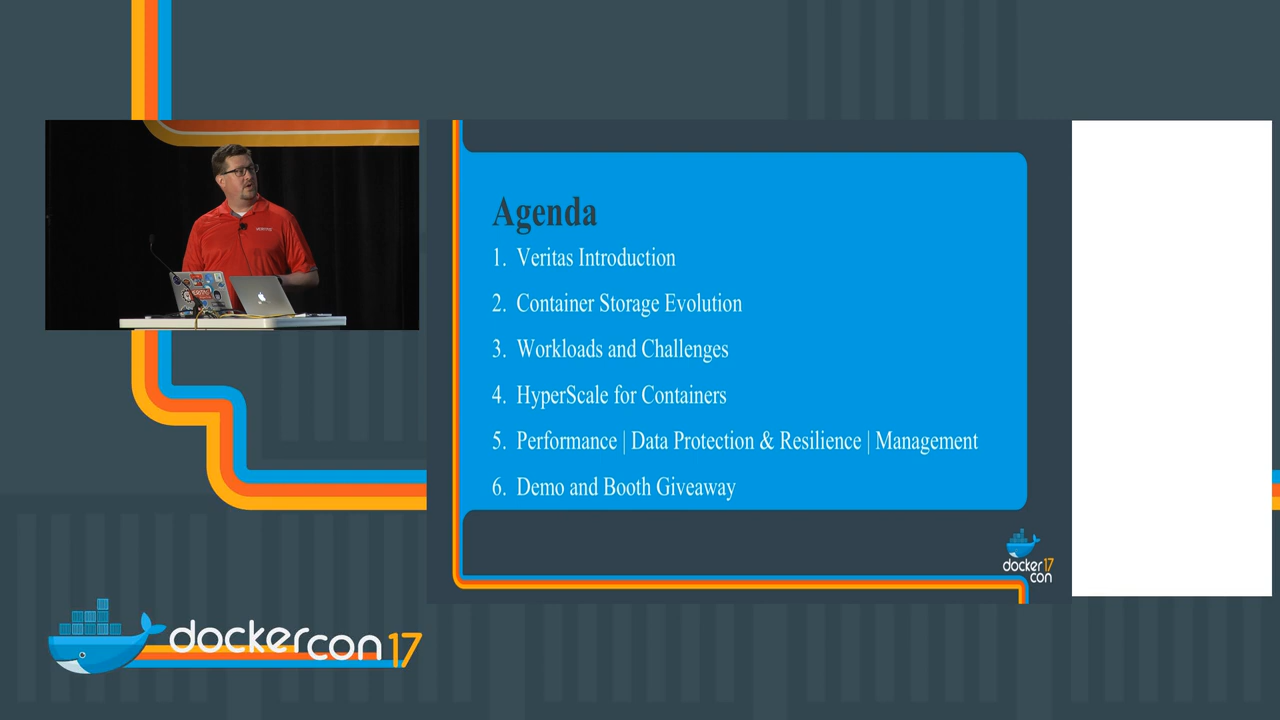 Agenda
1. Veritas Introduction
2. Container Storage Evolution
3. Workloads and Challenges
4. HyperScale for Containers
5. Performance | Data Protection & Resilience | Management
6. Demo and Booth Giveaway
docker 17
con
dockercon 17